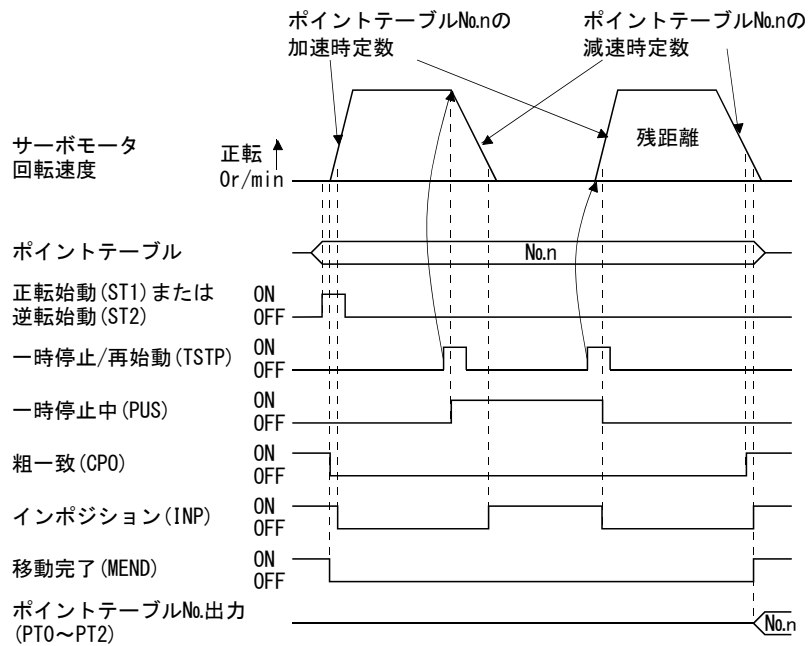 ポイントテーブルNo.nの
加速時定数
ポイントテーブルNo.nの
減速時定数
サーボモータ
回転速度
正転
0r/min
残距離
ポイントテーブル
No.n
正転始動(ST1)または
逆転始動(ST2)
ON
OFF
一時停止/再始動(TSTP)
ON
OFF
一時停止中(PUS)
ON
OFF
粗一致(CPO)
ON
OFF
インポジション(INP)
ON
OFF
移動完了(MEND)
ON
OFF
ポイントテーブルNo.出力
(PT0～PT2)
No.n